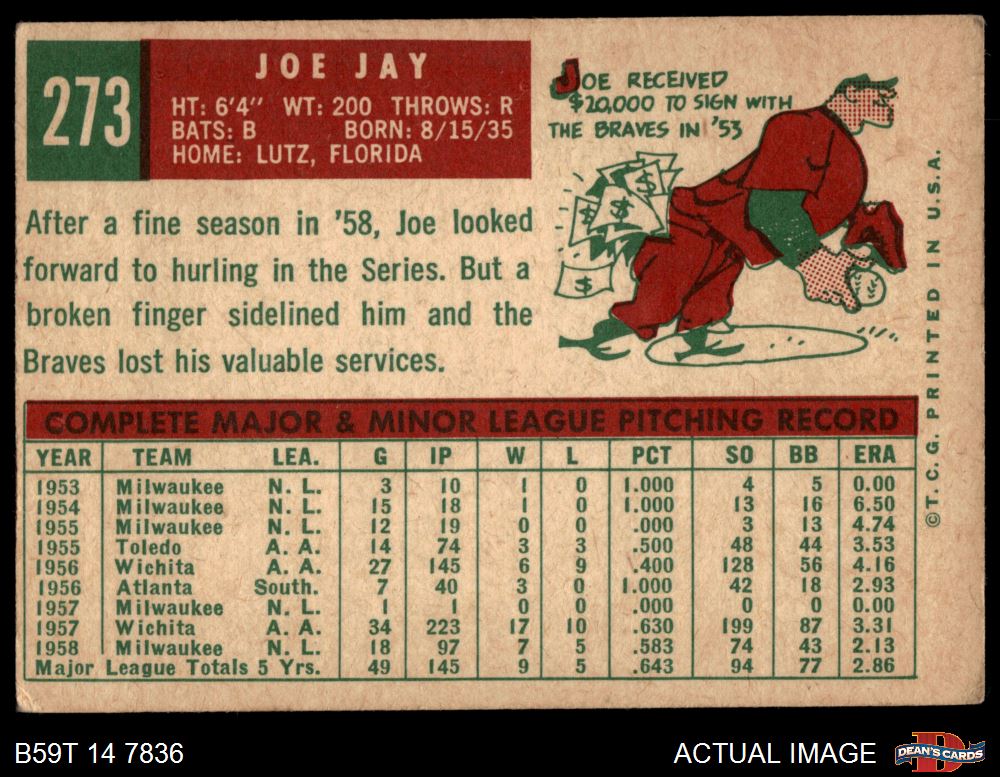 273
JOE JAY
HT: 6'4" WT: 200 THROWS: R
BATS: B BORN: 8/15/35
HOME: LUTZ, FLORIDA
JOE RECEIVED
$20,000 TO SIGN WITH
THE BRAVES IN '53
$
$
$
$
After a fine season in '58, Joe looked
forward to hurling in the Series. But a
broken finger sidelined him and the
Braves lost his valuable services.
COMPLETE MAJOR & MINOR LEAGUE PITCHING RECORD
YEAR TEAM LEA. G IP W L PCT SO BB ERA
1953 Milwaukee N. L. 3 10 1 0 1.000 4 5 0.00
1954 Milwaukee N. L. 15 18 1 0 1.000 13 16 6.50
1955 Milwaukee N. L. 12 19 0 0 .000 3 13 4.74
1955 Toledo A. A. 14 74 3 3 .500 48 44 3.53
1956 Wichita A. A. 27 145 6 9 .400 128 56 4.16
1956 Atlanta South. 7 40 3 0 1.000 42 18 2.93
1957 Milwaukee N. L. 1 1 0 0 .000 0 0 0.00
1957 Wichita A. A. 34 223 17 10 .630 199 87 3.31
1958 Milwaukee N. L. 18 97 7 5 .583 74 43 2.13
Major League Totals 5 Yrs. 49 145 9 5 .643 94 77 2.86
©T. C. G. PRINTED IN U.S.A.
B59T 14 7836
ACTUAL IMAGE
D
DEAN'S CARDS